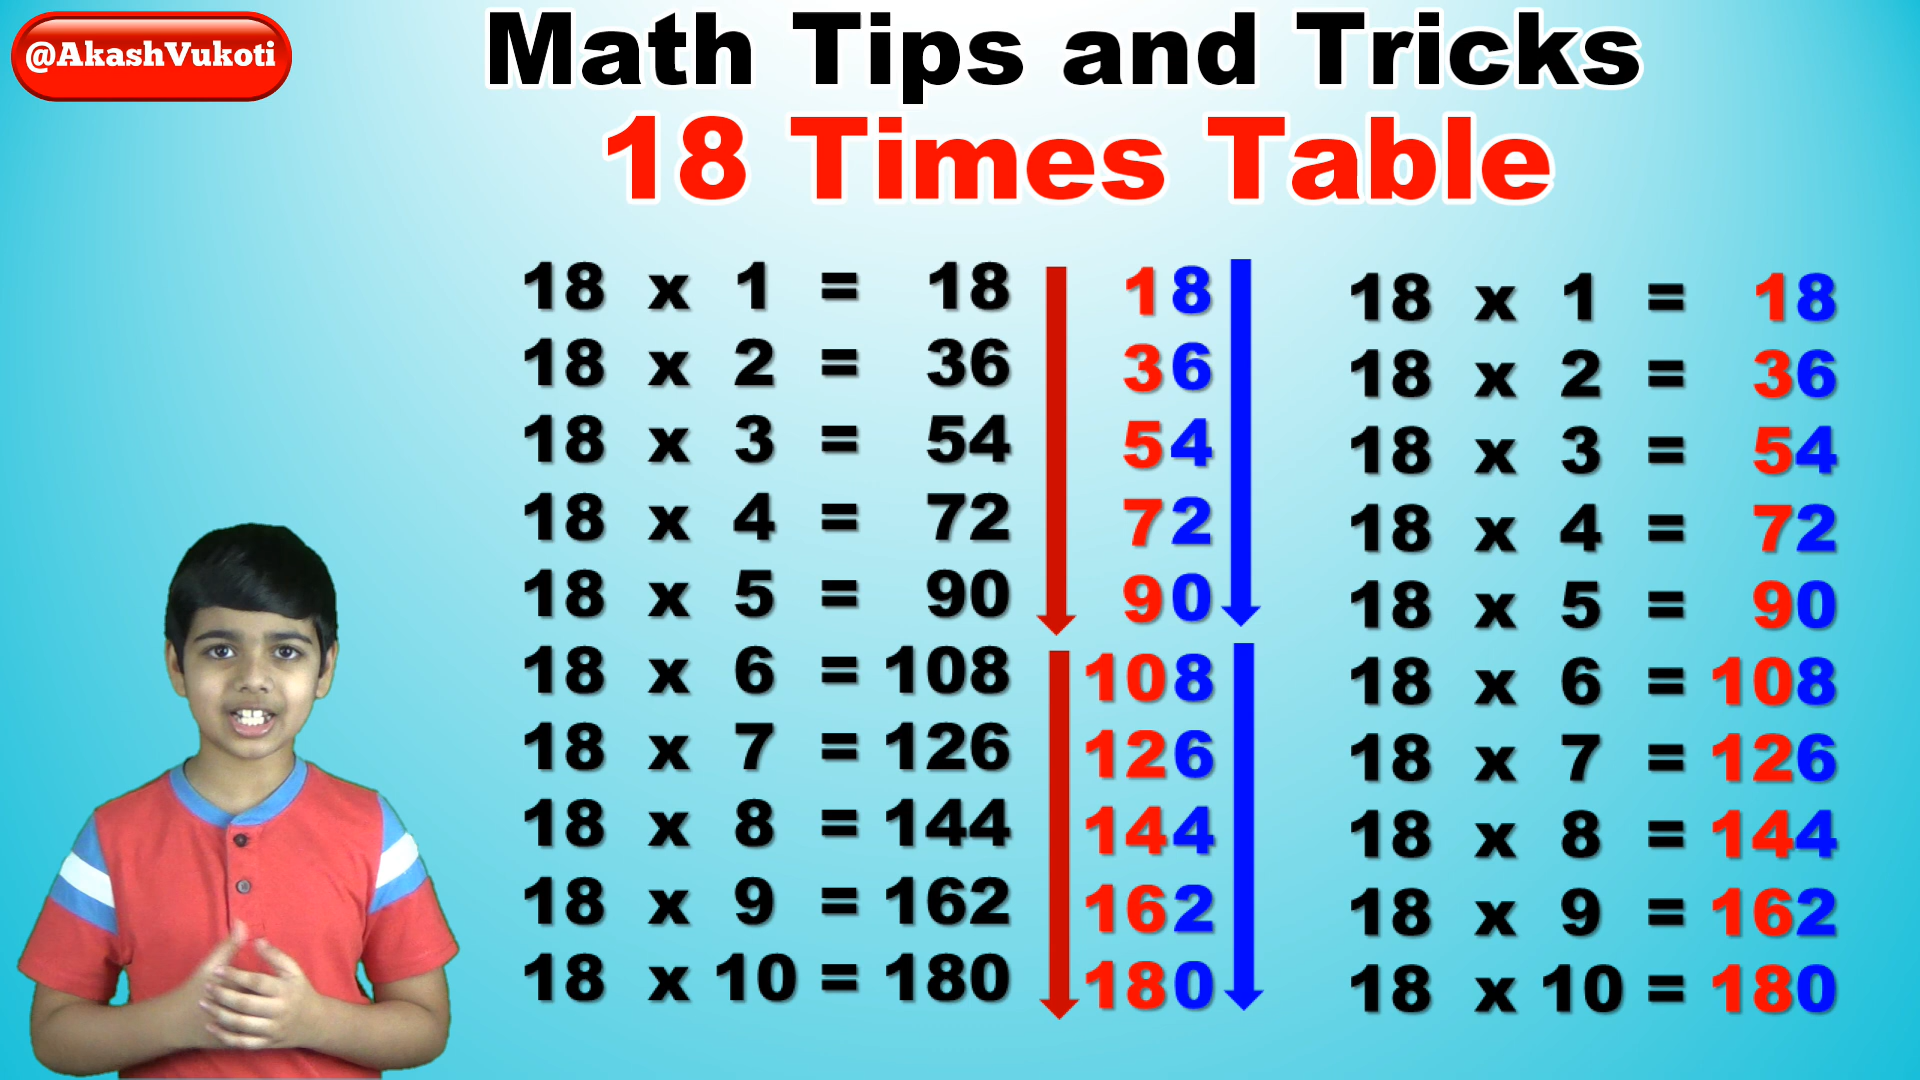 @AkashVukoti
Math Tips and Tricks
18 Times Table
18 x 1 = 18
18 x 2 = 36
18 x 3 = 54
18 x 4 = 72
18 x 5 = 90
18 x 6 = 108
18 x 7 = 126
18 x 8 = 144
18 x 9 = 162
18 x 10 = 180
18
36
54
72
90
108
126
144
162
180
18 x 1 = 18
18 x 2 = 36
18 x 3 = 54
18 x 4 = 72
18 x 5 = 90
18 x 6 = 108
18 x 7 = 126
18 x 8 = 144
18 x 9 = 162
18 x 10 = 180